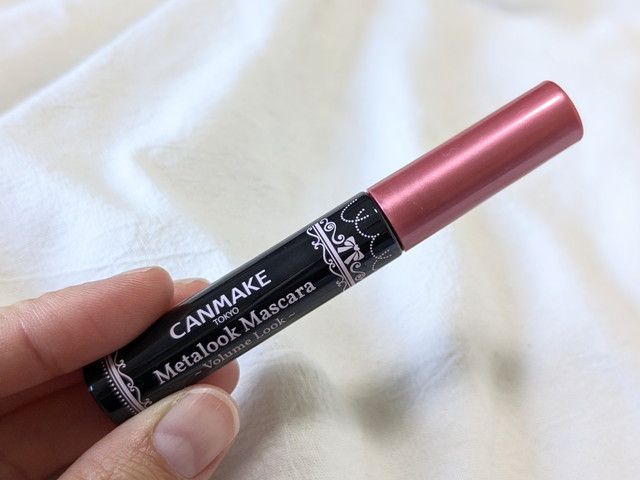 CANMAKE
TOKYO
Metalook Mascara
~ Volume Look ~